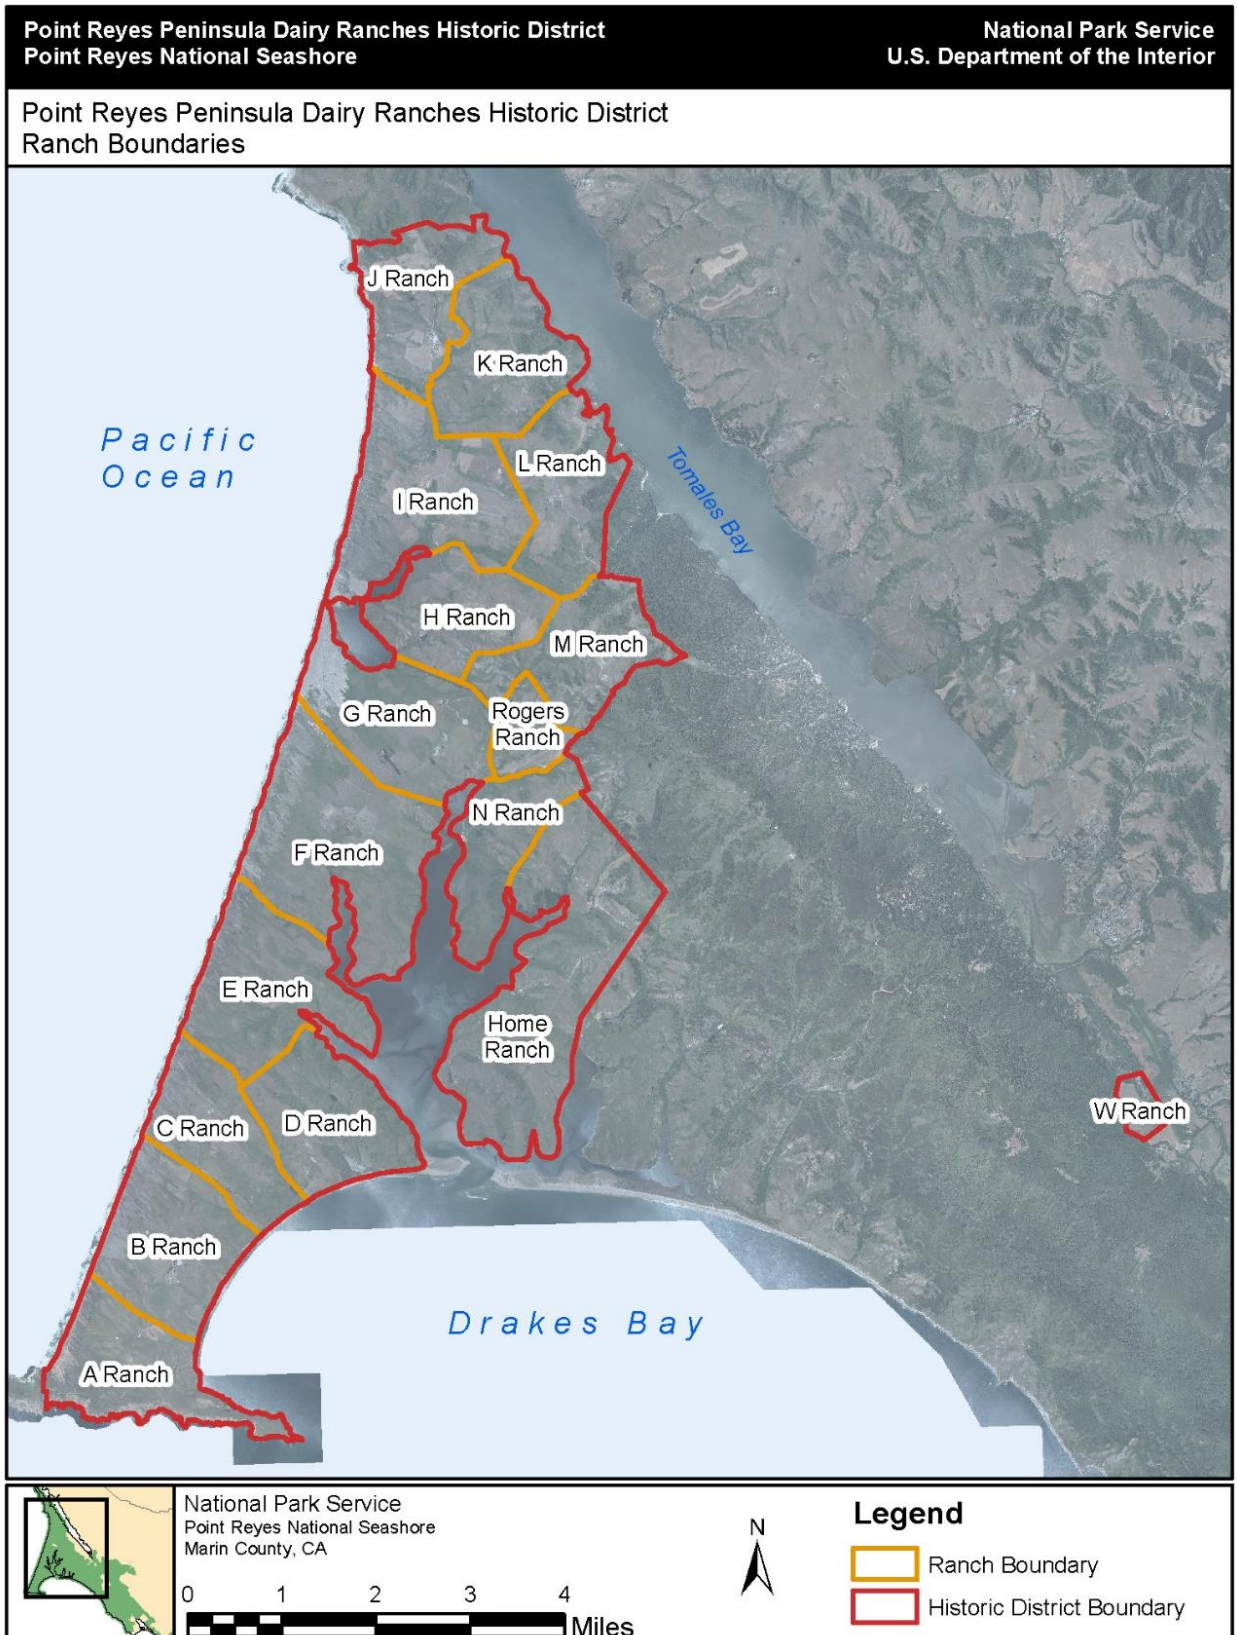 Point Reyes Peninsula Dairy Ranches Historic District
Point Reyes National Seashore
National Park Service
U.S. Department of the Interior
Point Reyes Peninsula Dairy Ranches Historic District
Ranch Boundaries
J Ranch
K Ranch
Pacific
Ocean
L Ranch
Tomales Bay
I Ranch
H Ranch
M Ranch
G Ranch
Rogers
Ranch
N Ranch
F Ranch
E Ranch
Home
Ranch
W Ranch
C Ranch
D Ranch
B Ranch
Drakes Bay
A Ranch
National Park Service
Point Reyes National Seashore
Marin County, CA
0 1 2 3 4
Miles
N
Legend
Ranch Boundary
Historic District Boundary